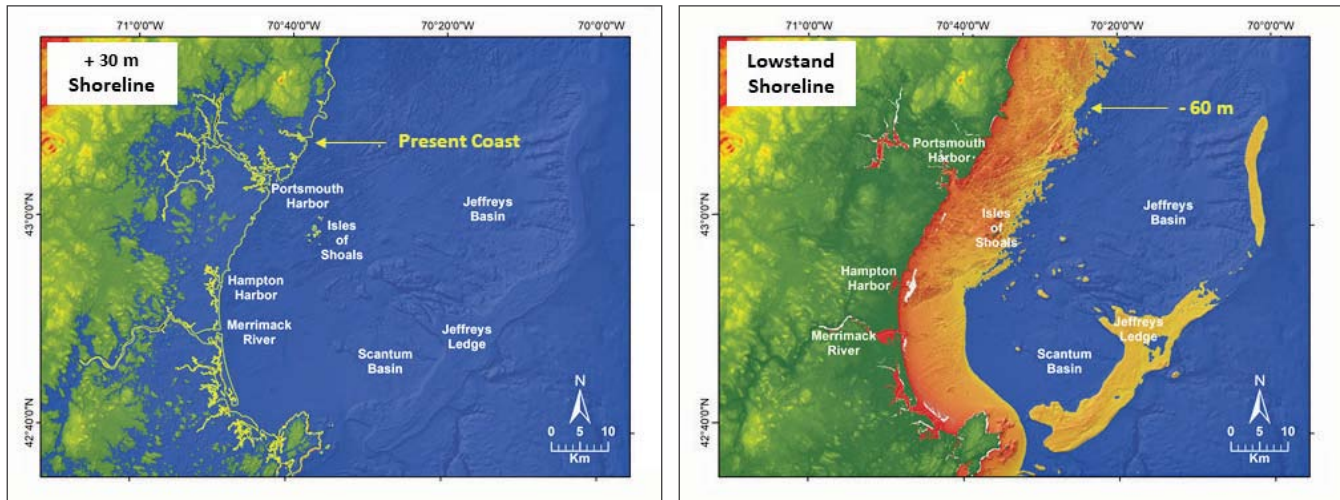 71°0'0"W
70°40'0"W
70°20'0"W
70°0'0"W
+ 30 m
Shoreline
Present Coast
Portsmouth
Harbor
Isles
of
Shoals
Jeffreys
Basin
Hampton
Harbor
Merrimack
River
Jeffreys
Ledge
Scantum
Basin
43°0'0"N
42°40'0"N
N
0 5 10
Km
71°0'0"W
70°40'0"W
70°20'0"W
70°0'0"W
Lowstand
Shoreline
- 60 m
Portsmouth
Harbor
Isles
of
Shoals
Jeffreys
Basin
Hampton
Harbor
Merrimack
River
Jeffreys
Ledge
Scantum
Basin
43°0'0"N
42°40'0"N
N
0 5 10
Km